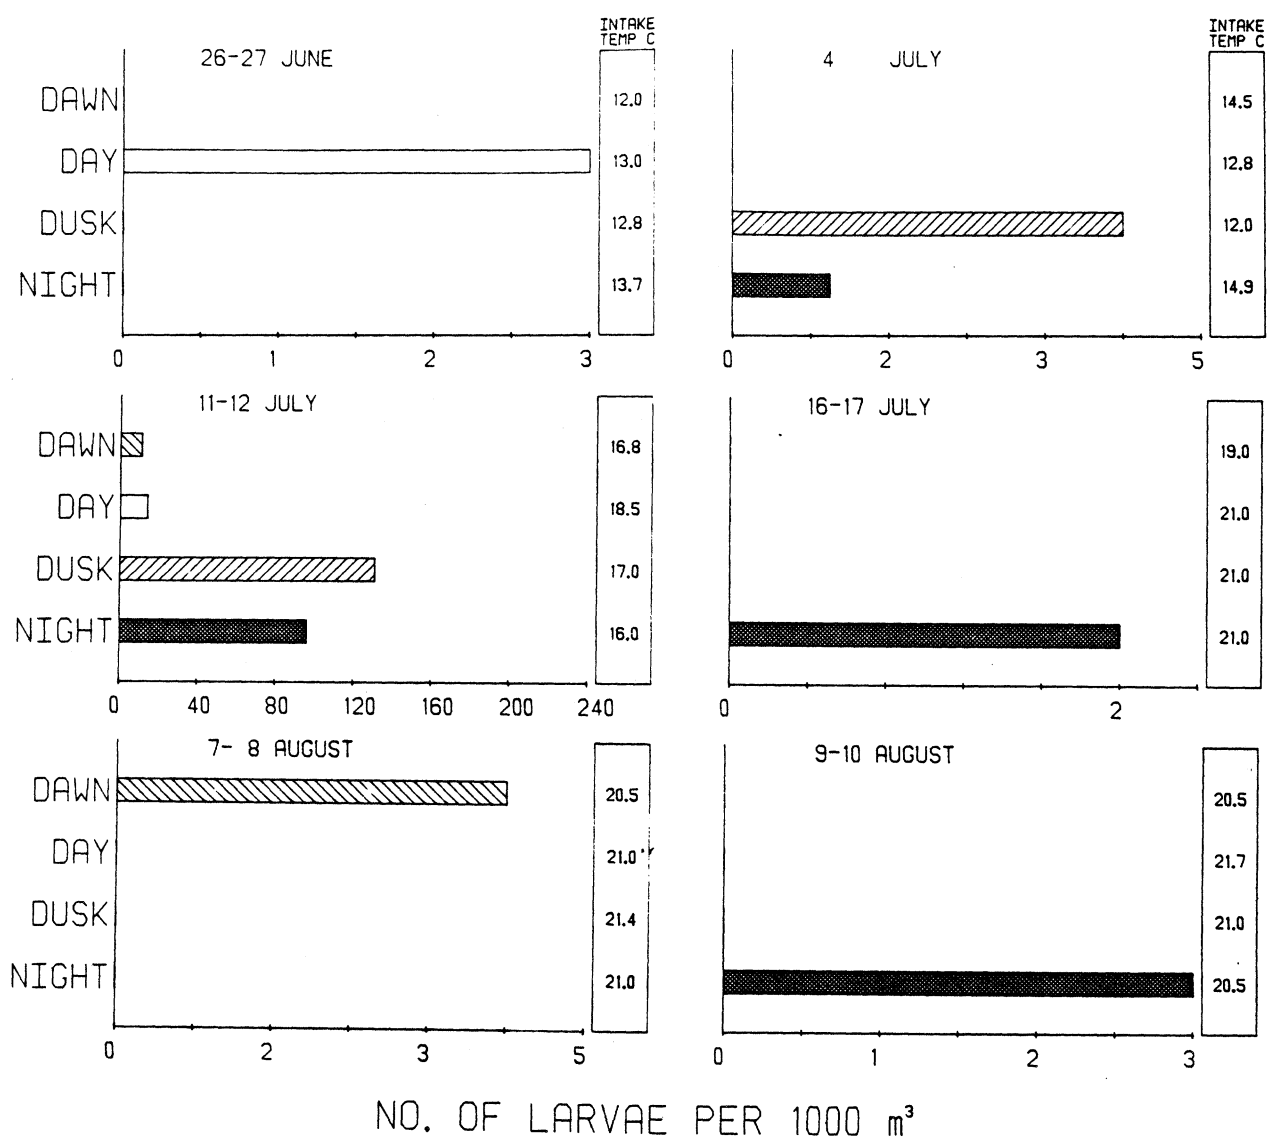 INTAKE
TEMP C
26-27 JUNE
DAWN 12.0
DAY 13.0
DUSK 12.8
NIGHT 13.7
0 1 2 3
INTAKE
TEMP C
4 JULY
14.5
12.8
12.0
14.9
0 2 3 5
11-12 JULY
DAWN 16.8
DAY 18.5
DUSK 17.0
NIGHT 16.0
0 40 80 120 160 200 240
16-17 JULY
19.0
21.0
21.0
21.0
0 2
7- 8 AUGUST
DAWN 20.5
DAY 21.0
DUSK 21.4
NIGHT 21.0
0 2 3 5
9-10 AUGUST
20.5
21.7
21.0
20.5
0 1 2 3
NO. OF LARVAE PER 1000 m³